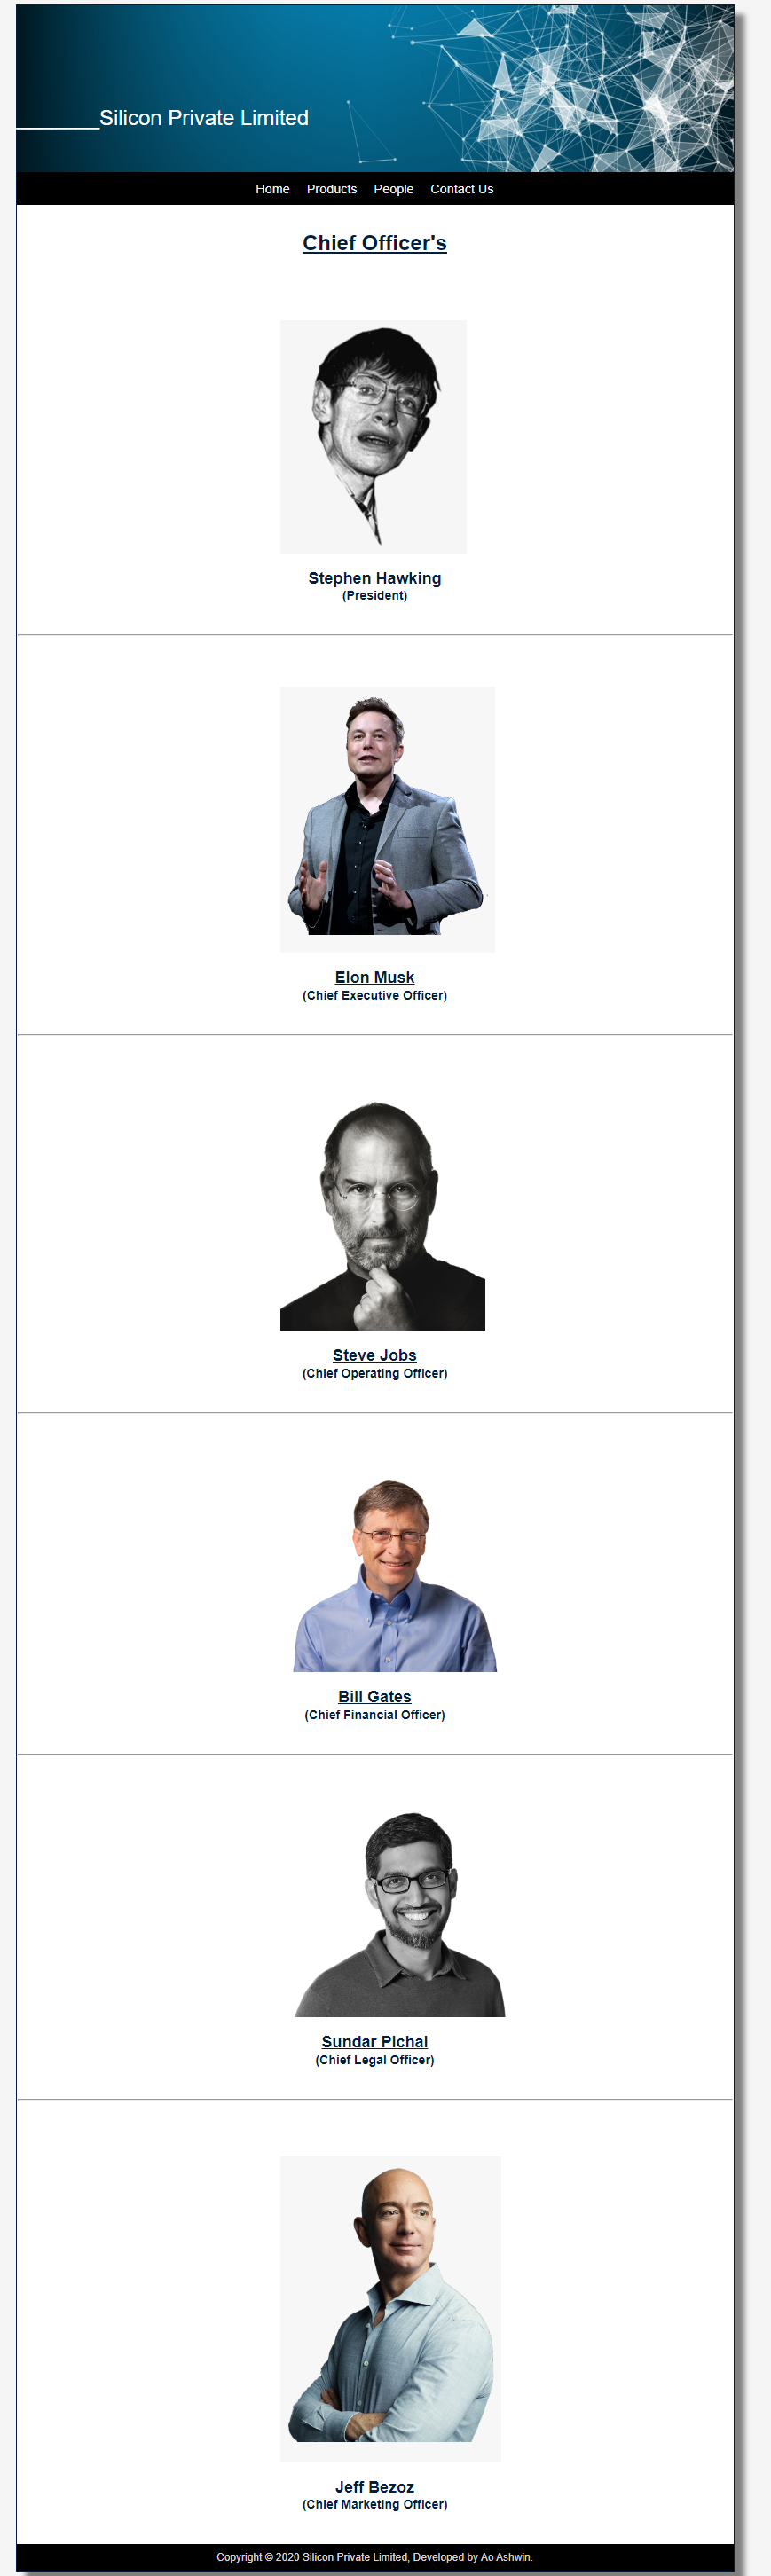 Silicon Private Limited
Home Products People Contact Us
Chief Officer's
Stephen Hawking
(President)
Elon Musk
(Chief Executive Officer)
Steve Jobs
(Chief Operating Officer)
Bill Gates
(Chief Financial Officer)
Sundar Pichai
(Chief Legal Officer)
Jeff Bezoz
(Chief Marketing Officer)
Copyright © 2020 Silicon Private Limited, Developed by Ao Ashwin.